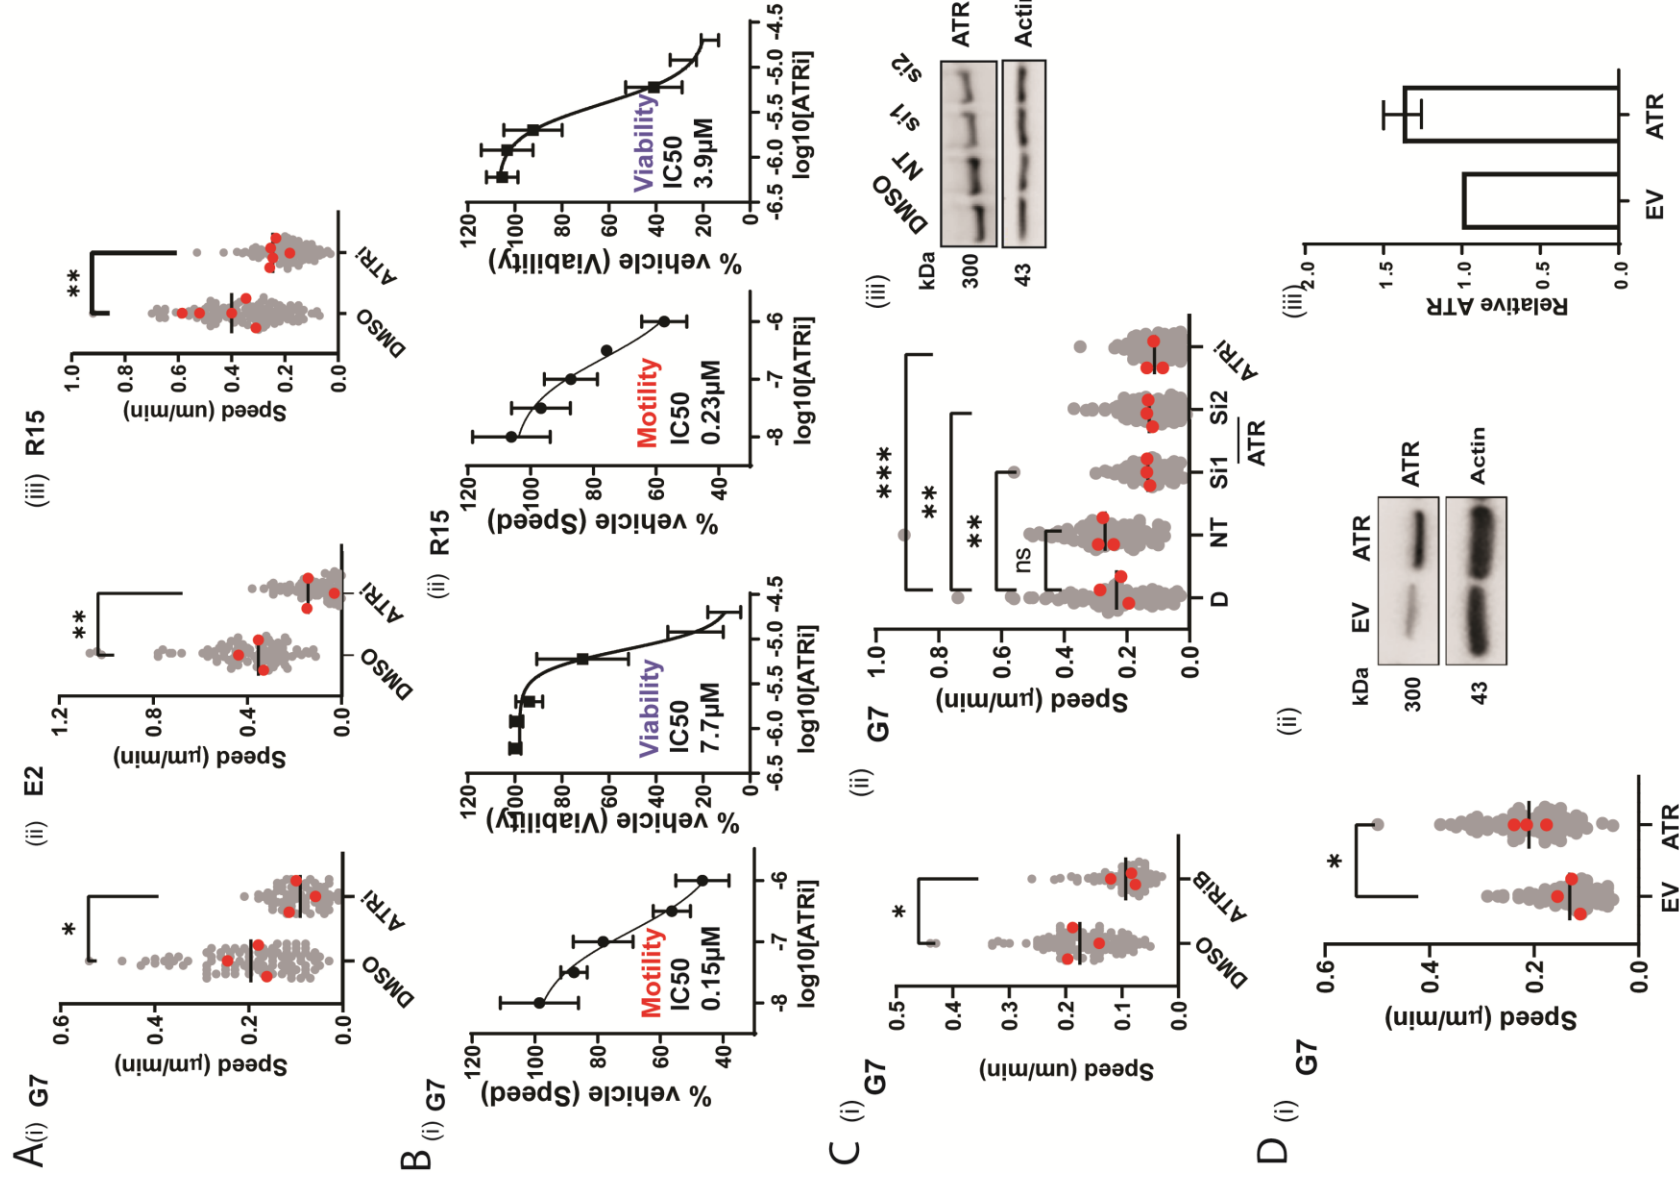 A
(i) G7
Speed (μm/min)
0.6
0.4
0.2
0.0
*
DMSO
ATRi
(ii) E2
Speed (μm/min)
1.2
0.8
0.4
0.0
**
DMSO
ATRi
(iii) R15
Speed (um/min)
1.0
0.8
0.6
0.4
0.2
0.0
**
DMSO
ATRi
B
(i) G7
% vehicle (Speed)
120
100
80
60
40
Motility
IC50
0.15μM
-8
-7
-6
log10[ATRi]
% vehicle (Viability)
120
100
80
60
40
20
0
Viability
IC50
7.7μM
-6.5
-6.0
-5.5
-5.0
-4.5
log10[ATRi]
(ii) R15
% vehicle (Speed)
120
100
80
60
40
Motility
IC50
0.23μM
-8
-7
-6
log10[ATRi]
% vehicle (Viability)
120
100
80
60
40
20
0
Viability
IC50
3.9μM
-6.5
-6.0
-5.5
-5.0
-4.5
log10[ATRi]
C
(i)
G7
Speed (um/min)
0.5
0.4
0.3
0.2
0.1
0.0
*
DMSO
ATRiB
(ii)
G7
Speed (μm/min)
1.0
0.8
0.6
0.4
0.2
0.0
***
**
**
ns
D
NT
Si1
Si2
ATRi
ATR
(iii)
kDa
DMSO
NT
si1
si2
300
ATR
43
Actin
D
(i)
G7
Speed (μm/min)
0.6
0.4
0.2
0.0
*
EV
ATR
(ii)
kDa
EV
ATR
300
ATR
43
Actin
(iii)
Relative ATR
2.0
1.5
1.0
0.5
0.0
EV
ATR